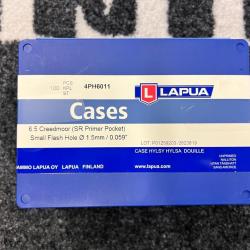 100 PCS KPL ST
4PH6011
LAPUA
Cases
6.5 Creedmoor (SR Primer Pocket)
Small Flash Hole Ø 1.5mm / 0.059"
CASE HYLSY HYLSA DOUILLE
NAMMO LAPUA OY LAPUA FINLAND
www.lapua.com